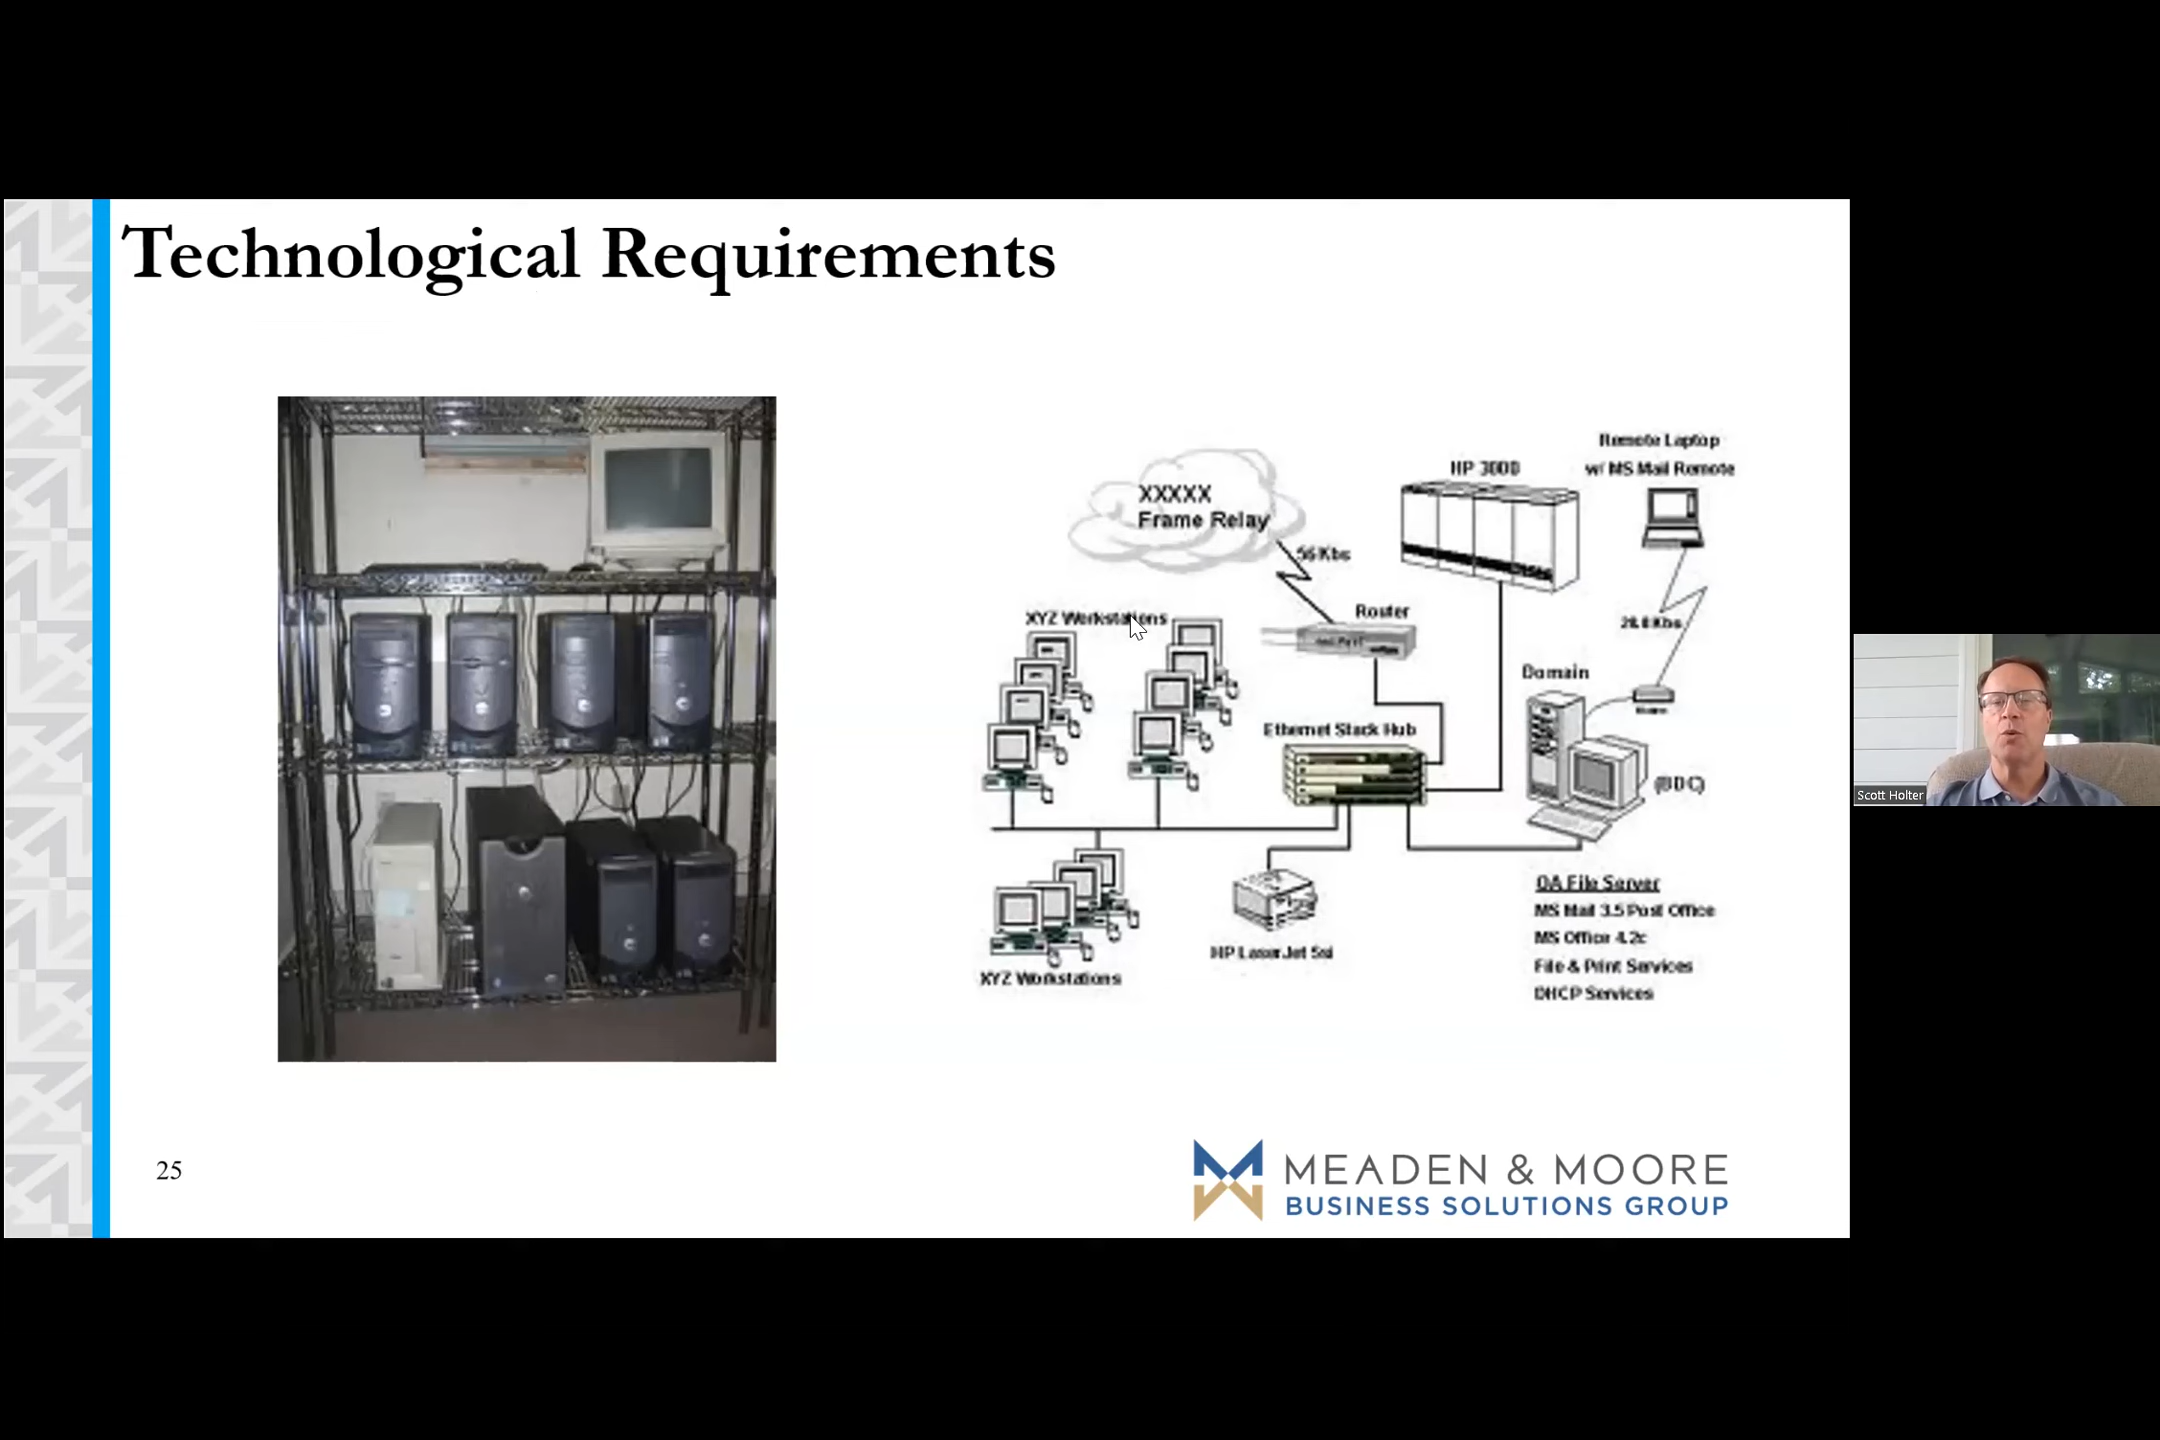 Technological Requirements
Remote Laptop
w/ MS Mail Remote
HP 3000
XXXXX
Frame Relay
56 Kbs
Router
XYZ Workstations
28.8 Kbs
Domain
Ethernet Stack Hub
(BDC)
OA File Server
MS Mail 3.5 Post Office
MS Office 4.2c
File & Print Services
DHCP Services
HP LaserJet 5si
XYZ Workstations
25
MEADEN & MOORE
BUSINESS SOLUTIONS GROUP
Scott Holter